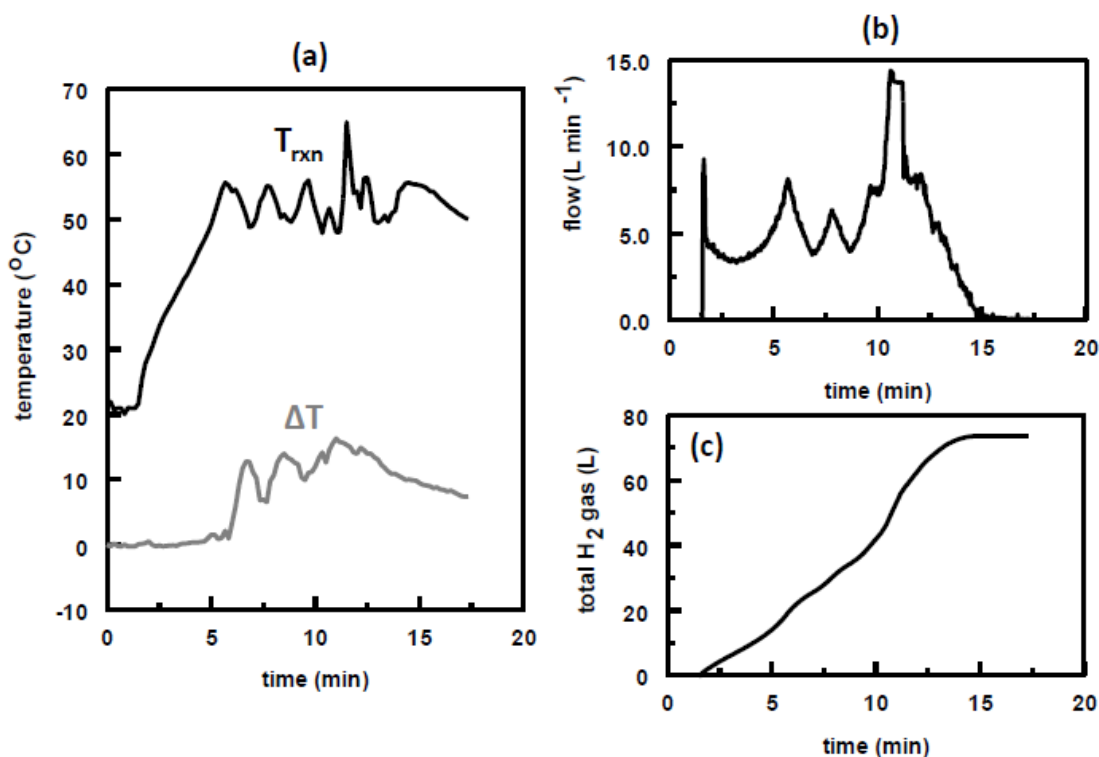 (a)
70
60
50
40
30
20
10
0
-10
temperature (°C)
T_rxn
ΔT
0 5 10 15 20
time (min)
(b)
15.0
10.0
5.0
0.0
flow (L min⁻¹)
0 5 10 15 20
time (min)
(c)
80
60
40
20
0
total H₂ gas (L)
0 5 10 15 20
time (min)